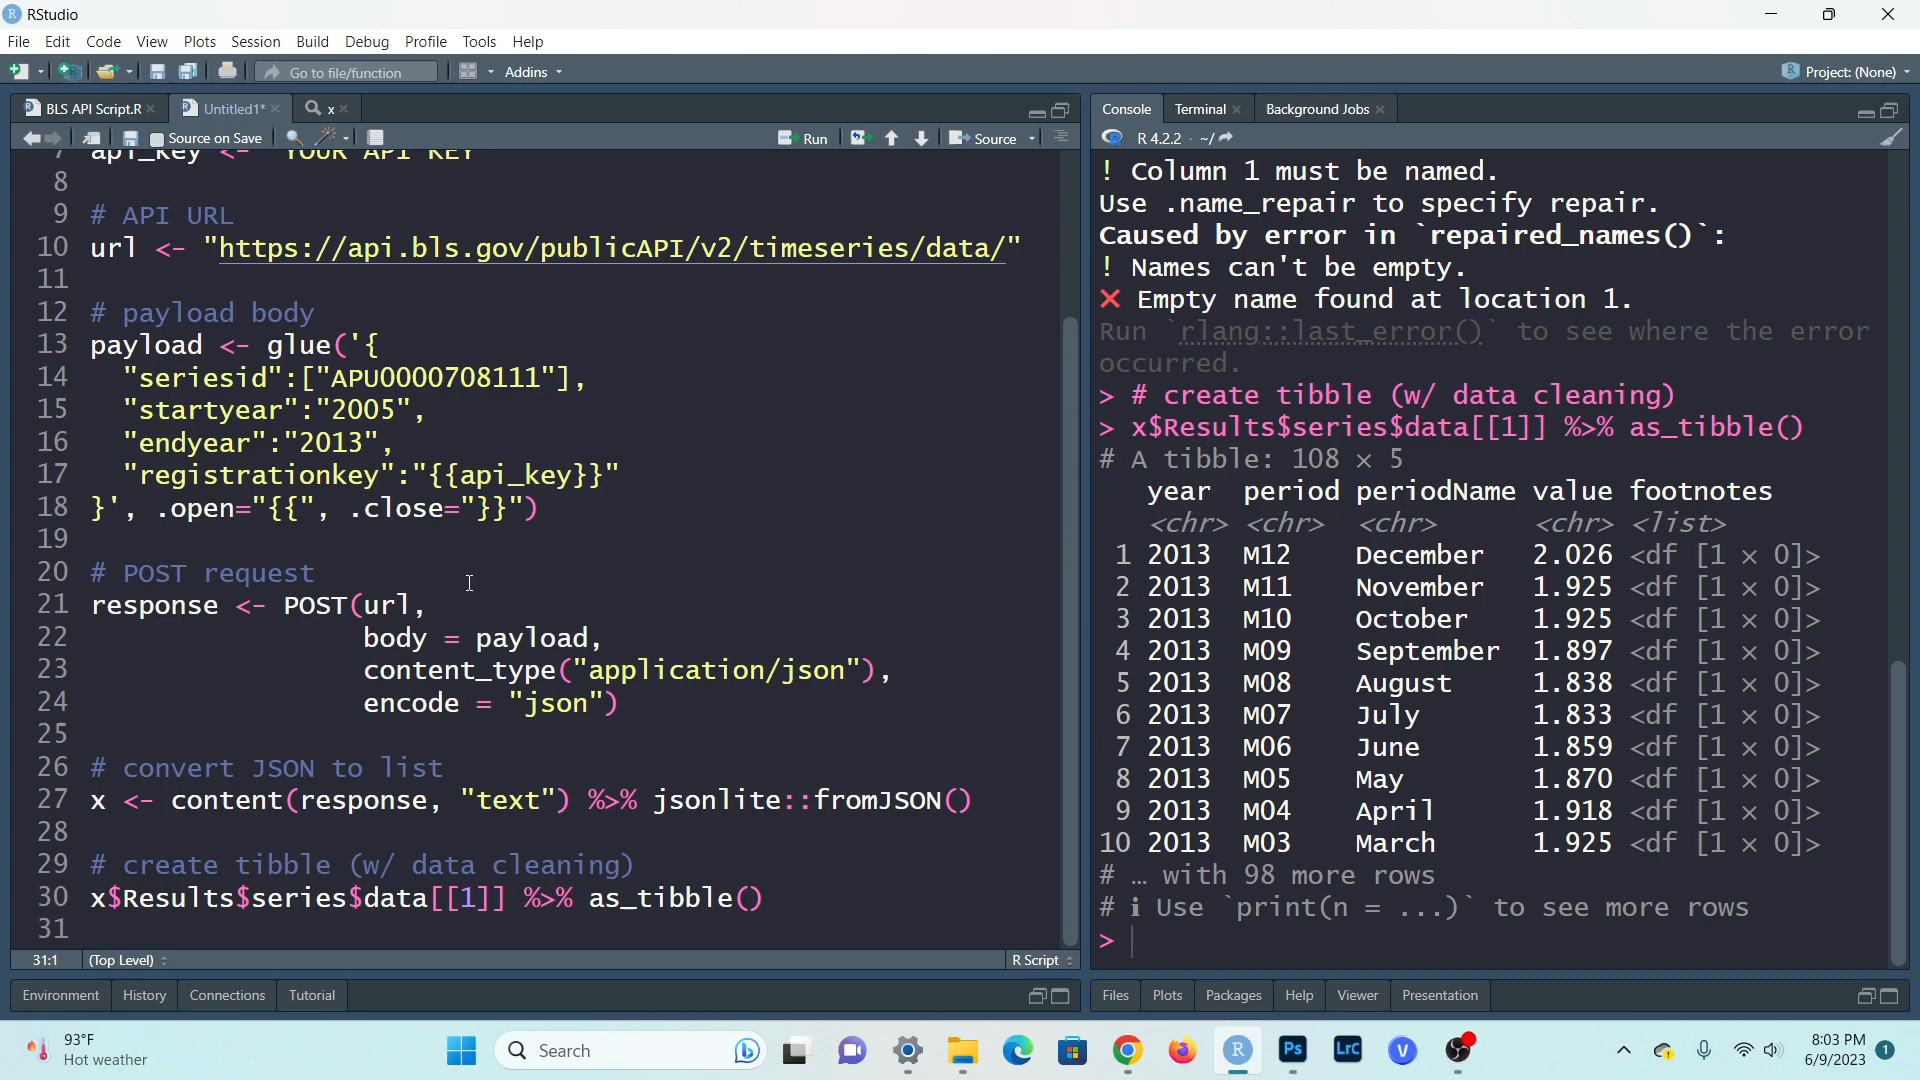 RStudio
File Edit Code View Plots Session Build Debug Profile Tools Help
Go to file/function Addins Project: (None)
BLS API Script.R Untitled1* x
Source on Save Run Source
7 api_key <- "YOUR API KEY"
8
9 # API URL
10 url <- "https://api.bls.gov/publicAPI/v2/timeseries/data/"
11
12 # payload body
13 payload <- glue('{
14 "seriesid":["APU0000708111"],
15 "startyear":"2005",
16 "endyear":"2013",
17 "registrationkey":"{{api_key}}"
18 }', .open="{{", .close="}}")
19
20 # POST request
21 response <- POST(url,
22 body = payload,
23 content_type("application/json"),
24 encode = "json")
25
26 # convert JSON to list
27 x <- content(response, "text") %>% jsonlite::fromJSON()
28
29 # create tibble (w/ data cleaning)
30 x$Results$series$data[[1]] %>% as_tibble()
31
31:1 (Top Level) R Script
Environment History Connections Tutorial
Console Terminal Background Jobs
R 4.2.2 · ~/
! Column 1 must be named.
Use .name_repair to specify repair.
Caused by error in `repaired_names()`:
! Names can't be empty.
✖ Empty name found at location 1.
Run `rlang::last_error()` to see where the error
occurred.
> # create tibble (w/ data cleaning)
> x$Results$series$data[[1]] %>% as_tibble()
# A tibble: 108 × 5
year period periodName value footnotes
<chr> <chr> <chr> <chr> <list>
1 2013 M12 December 2.026 <df [1 × 0]>
2 2013 M11 November 1.925 <df [1 × 0]>
3 2013 M10 October 1.925 <df [1 × 0]>
4 2013 M09 September 1.897 <df [1 × 0]>
5 2013 M08 August 1.838 <df [1 × 0]>
6 2013 M07 July 1.833 <df [1 × 0]>
7 2013 M06 June 1.859 <df [1 × 0]>
8 2013 M05 May 1.870 <df [1 × 0]>
9 2013 M04 April 1.918 <df [1 × 0]>
10 2013 M03 March 1.925 <df [1 × 0]>
# … with 98 more rows
# ℹ Use `print(n = ...)` to see more rows
>
Files Plots Packages Help Viewer Presentation
93°F
Hot weather
Search
R Ps LrC V
8:03 PM
6/9/2023
1